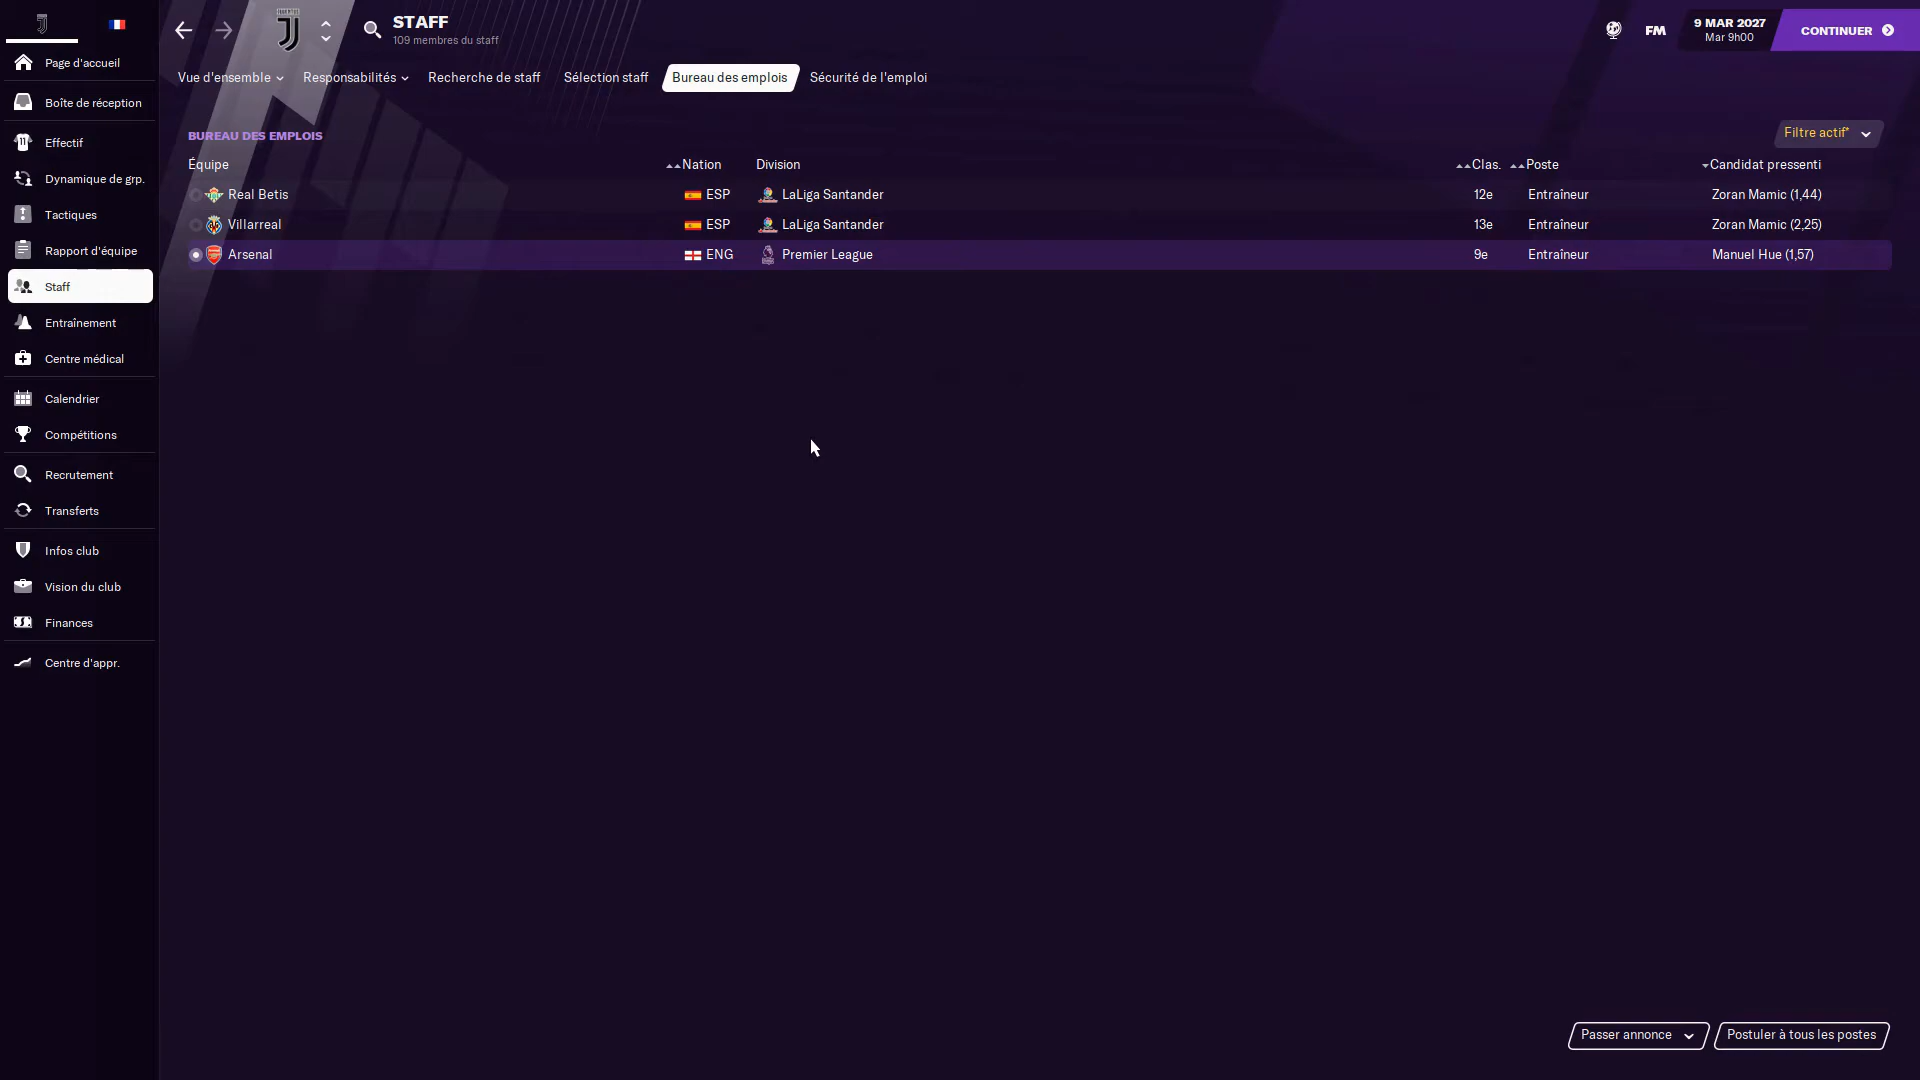 STAFF
109 membres du staff
FM
9 MAR 2027
Mar 9h00
CONTINUER
Vue d'ensemble
Responsabilités
Recherche de staff
Sélection staff
Bureau des emplois
Sécurité de l'emploi
Page d'accueil
Boîte de réception
Effectif
Dynamique de grp.
Tactiques
Rapport d'équipe
Staff
Entraînement
Centre médical
Calendrier
Compétitions
Recrutement
Transferts
Infos club
Vision du club
Finances
Centre d'appr.
BUREAU DES EMPLOIS
Filtre actif*
Équipe Nation Division Clas. Poste Candidat pressenti
Real Betis ESP LaLiga Santander 12e Entraîneur Zoran Mamic (1,44)
Villarreal ESP LaLiga Santander 13e Entraîneur Zoran Mamic (2,25)
Arsenal ENG Premier League 9e Entraîneur Manuel Hue (1,57)
Passer annonce
Postuler à tous les postes